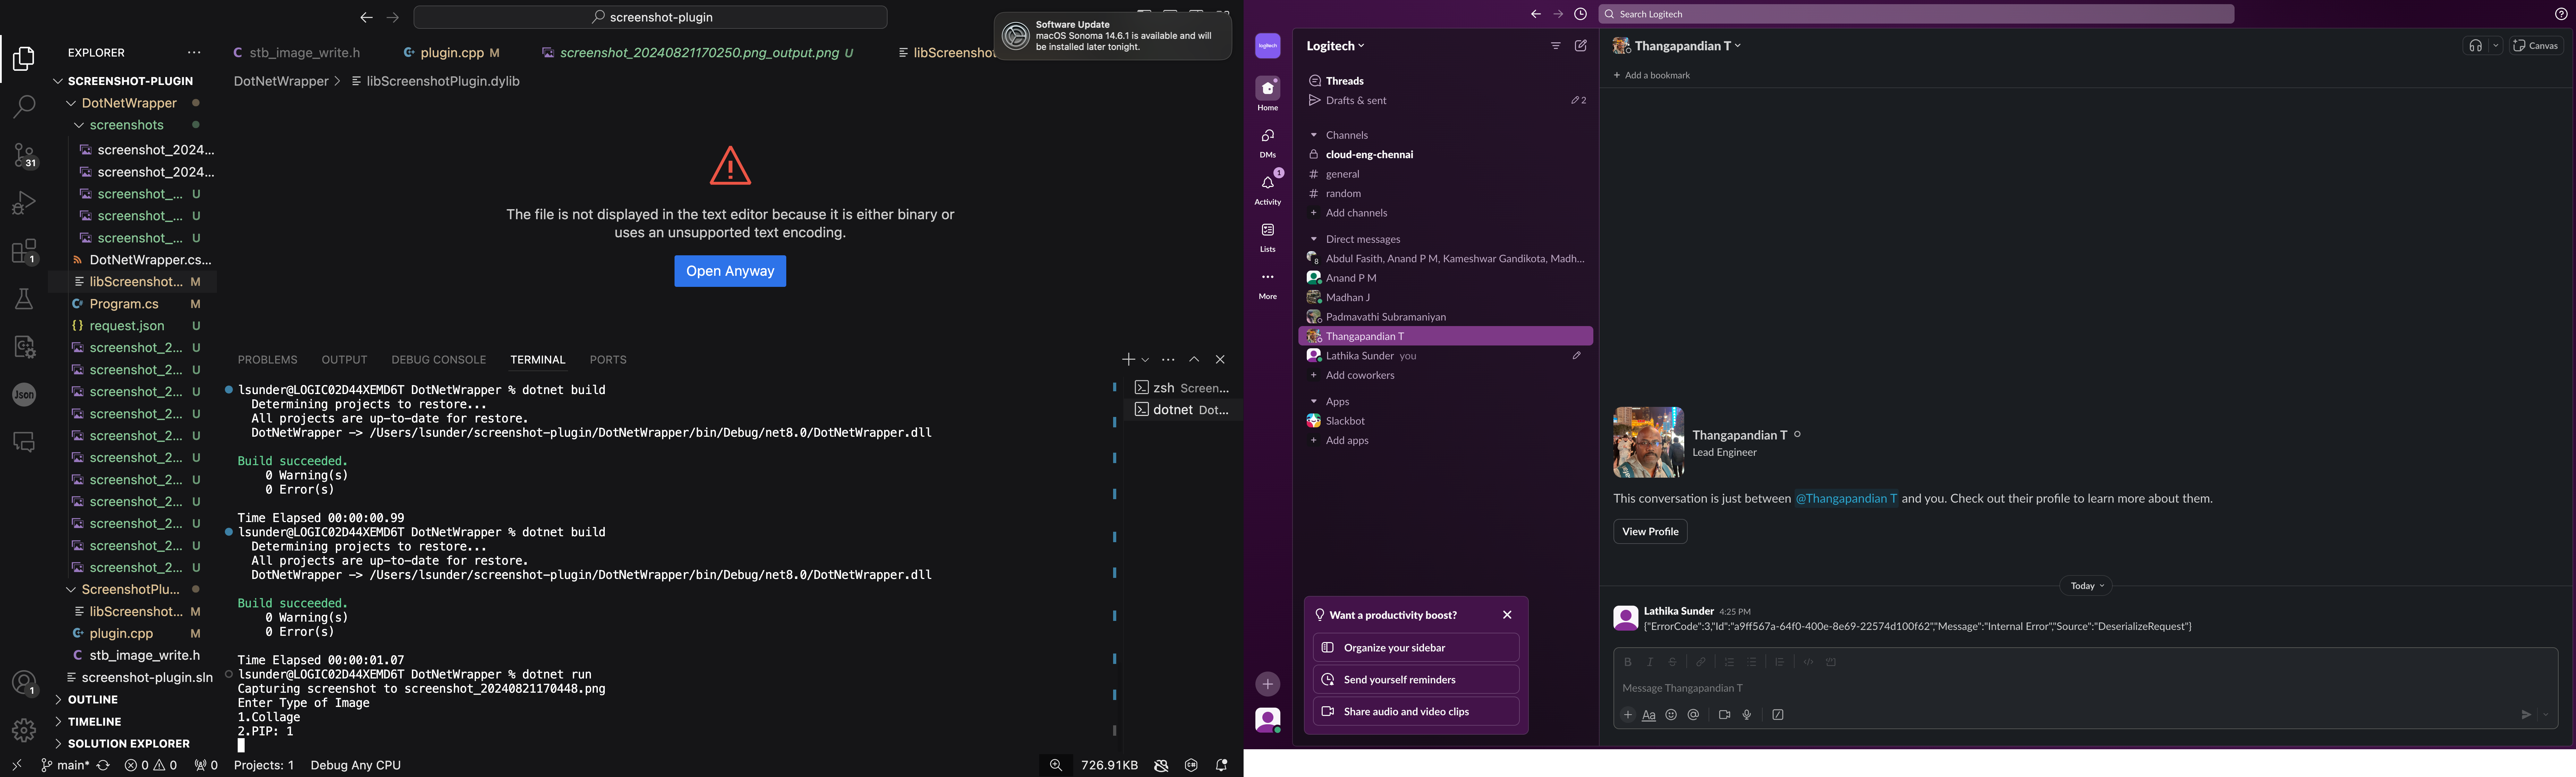 screenshot-plugin
Software Update
macOS Sonoma 14.6.1 is available and will
be installed later tonight.
EXPLORER
stb_image_write.h
plugin.cpp M
screenshot_20240821170250.png_output.png U
libScreenshot
SCREENSHOT-PLUGIN
DotNetWrapper > libScreenshotPlugin.dylib
DotNetWrapper
screenshots
screenshot_2024...
screenshot_2024...
screenshot_... U
screenshot_... U
screenshot_... U
DotNetWrapper.cs...
libScreenshot... M
Program.cs M
request.json U
screenshot_2... U
screenshot_2... U
screenshot_2... U
screenshot_2... U
screenshot_2... U
screenshot_2... U
screenshot_2... U
screenshot_2... U
screenshot_2... U
screenshot_2... U
screenshot_2... U
ScreenshotPlu...
libScreenshot... M
plugin.cpp M
stb_image_write.h
screenshot-plugin.sln
OUTLINE
TIMELINE
SOLUTION EXPLORER
31
1
Json
1
The file is not displayed in the text editor because it is either binary or
uses an unsupported text encoding.
Open Anyway
PROBLEMS OUTPUT DEBUG CONSOLE TERMINAL PORTS
zsh Screen...
dotnet Dot...
lsunder@LOGIC02D44XEMD6T DotNetWrapper % dotnet build
Determining projects to restore...
All projects are up-to-date for restore.
DotNetWrapper -> /Users/lsunder/screenshot-plugin/DotNetWrapper/bin/Debug/net8.0/DotNetWrapper.dll
Build succeeded.
0 Warning(s)
0 Error(s)
Time Elapsed 00:00:00.99
lsunder@LOGIC02D44XEMD6T DotNetWrapper % dotnet build
Determining projects to restore...
All projects are up-to-date for restore.
DotNetWrapper -> /Users/lsunder/screenshot-plugin/DotNetWrapper/bin/Debug/net8.0/DotNetWrapper.dll
Build succeeded.
0 Warning(s)
0 Error(s)
Time Elapsed 00:00:01.07
lsunder@LOGIC02D44XEMD6T DotNetWrapper % dotnet run
Capturing screenshot to screenshot_20240821170448.png
Enter Type of Image
1.Collage
2.PIP: 1
main* 0 0 0 Projects: 1 Debug Any CPU 726.91KB
Search Logitech
logitech
Home
DMs
1
Activity
Lists
More
Logitech
Threads
Drafts & sent 2
Channels
cloud-eng-chennai
# general
# random
+ Add channels
Direct messages
8 Abdul Fasith, Anand P M, Kameshwar Gandikota, Madh...
Anand P M
Madhan J
Padmavathi Subramaniyan
Thangapandian T
Lathika Sunder you
+ Add coworkers
Apps
Slackbot
+ Add apps
Want a productivity boost?
Organize your sidebar
Send yourself reminders
Share audio and video clips
Thangapandian T
Canvas
+ Add a bookmark
Thangapandian T
Lead Engineer
This conversation is just between @Thangapandian T and you. Check out their profile to learn more about them.
View Profile
Today
Lathika Sunder 4:25 PM
{"ErrorCode":3,"Id":"a9ff567a-64f0-400e-8e69-22574d100f62","Message":"Internal Error","Source":"DeserializeRequest"}
B I S
Message Thangapandian T
+ Aa @